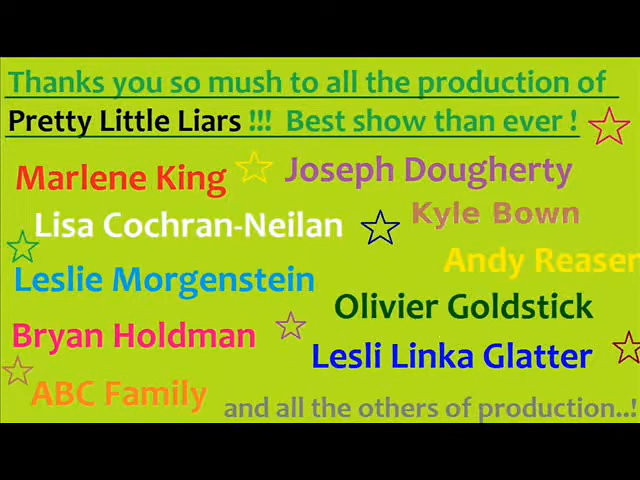 Thanks you so mush to all the production of
Pretty Little Liars !!! Best show than ever !
Marlene King
Joseph Dougherty
Lisa Cochran-Neilan
Kyle Bown
Andy Reaser
Leslie Morgenstein
Olivier Goldstick
Bryan Holdman
Lesli Linka Glatter
ABC Family
and all the others of production..!